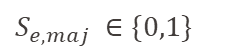 S_{e,maj} ∈ {0,1}